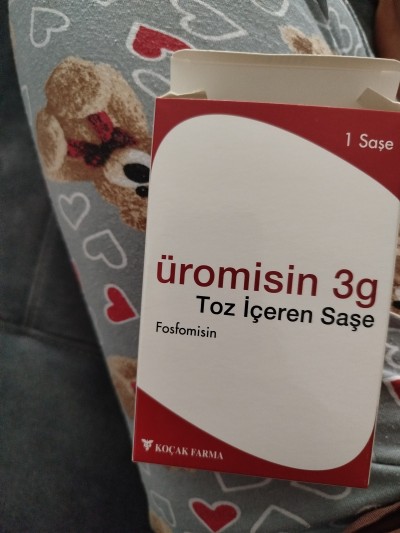 1 Saşe
üromisin 3g
Toz İçeren Saşe
Fosfomisin
KOÇAK FARMA